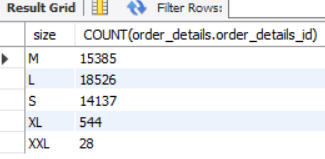 Result Grid Filter Rows:
size COUNT(order_details.order_details_id)
M 15385
L 18526
S 14137
XL 544
XXL 28